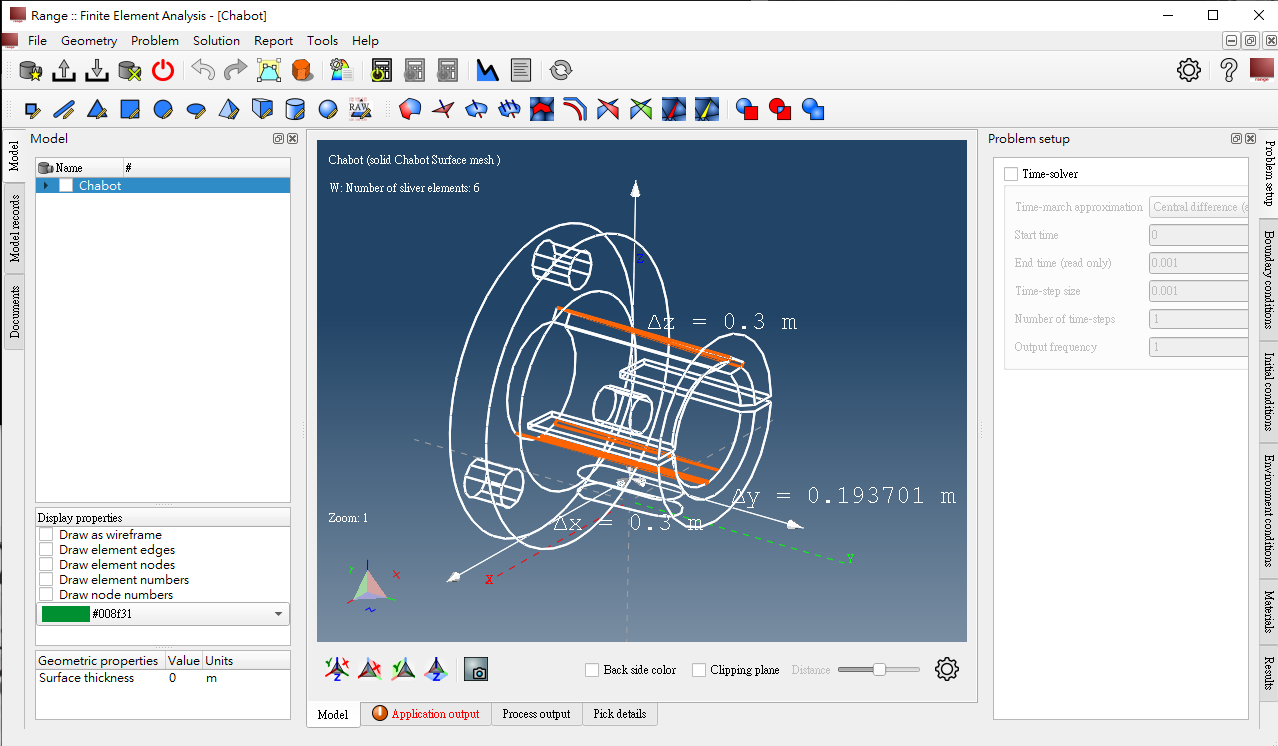 Range :: Finite Element Analysis - [Chabot]
File Geometry Problem Solution Report Tools Help
RAW
Model
Name #
Chabot
Model
Model records
Documents
Display properties
Draw as wireframe
Draw element edges
Draw element nodes
Draw element numbers
Draw node numbers
#008f31
Geometric properties Value Units
Surface thickness 0 m
Chabot (solid Chabot Surface mesh )
W: Number of sliver elements: 6
Z
Δz = 0.3 m
Δy = 0.193701 m
Δx = 0.3 m
Zoom: 1
X
Y
Back side color
Clipping plane
Distance
Model Application output Process output Pick details
Problem setup
Time-solver
Time-march approximation Central difference (a
Start time 0
End time (read only) 0.001
Time-step size 0.001
Number of time-steps 1
Output frequency 1
Problem setup
Boundary conditions
Initial conditions
Environment conditions
Materials
Results